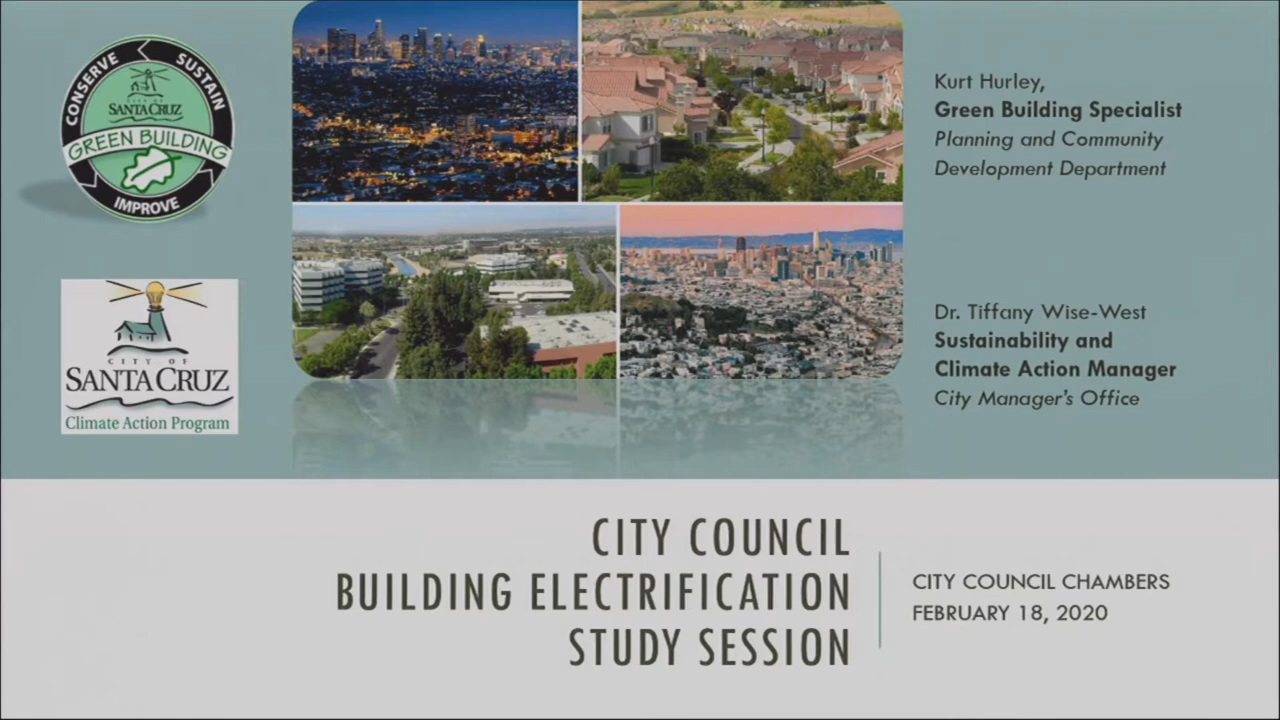 CONSERVE
SUSTAIN
CITY OF
SANTA CRUZ
GREEN BUILDING
IMPROVE
CITY OF
SANTA CRUZ
Climate Action Program
Kurt Hurley,
Green Building Specialist
Planning and Community
Development Department
Dr. Tiffany Wise-West
Sustainability and
Climate Action Manager
City Manager's Office
CITY COUNCIL
BUILDING ELECTRIFICATION
STUDY SESSION
CITY COUNCIL CHAMBERS
FEBRUARY 18, 2020